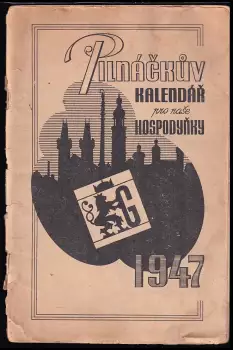 Pilnáčkův
KALENDÁŘ
pro naše
HOSPODYŇKY
G
1947